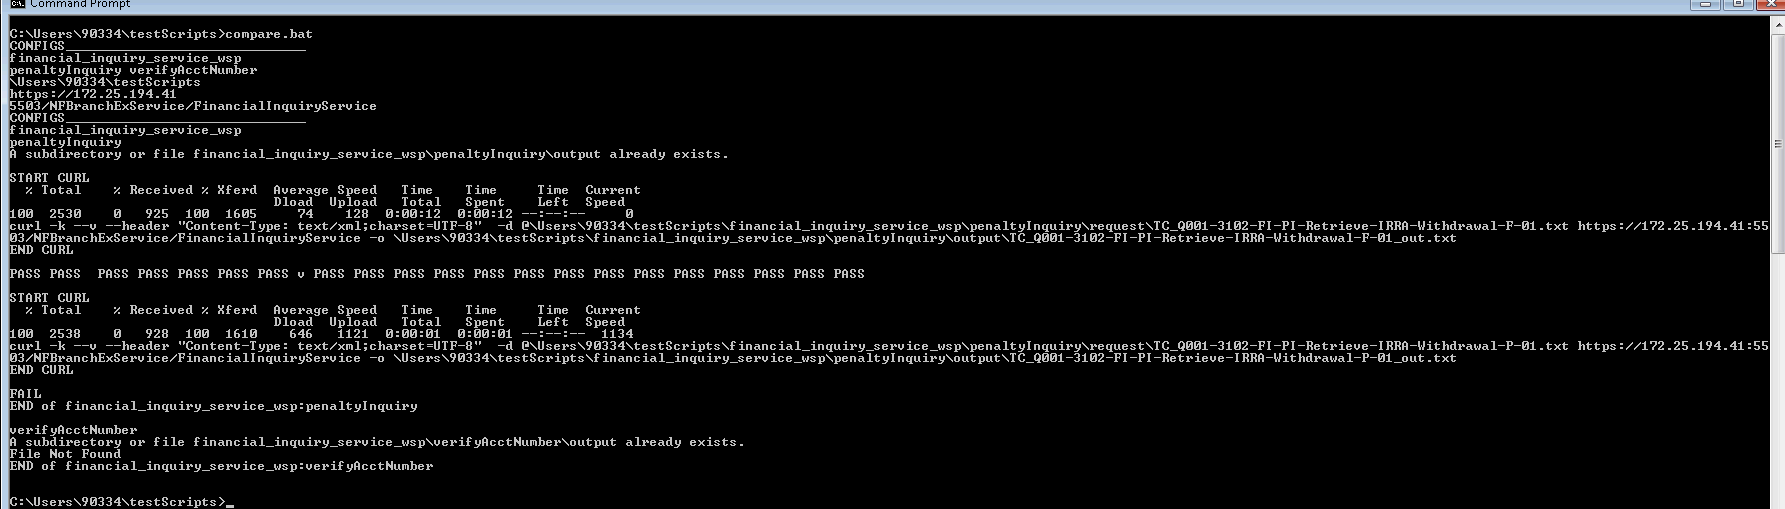 Command Prompt
C:\Users\90334\testScripts>compare.bat
CONFIGS______________________________
financial_inquiry_service_wsp
penaltyInquiry verifyAcctNumber
\Users\90334\testScripts
https://172.25.194.41
5503/NFBranchExService/FinancialInquiryService
CONFIGS______________________________
financial_inquiry_service_wsp
penaltyInquiry
A subdirectory or file financial_inquiry_service_wsp\penaltyInquiry\output already exists.
START CURL
% Total    % Received % Xferd  Average Speed   Time    Time     Time  Current
Dload  Upload   Total   Spent    Left  Speed
100  2530    0   925  100  1605     74    128  0:00:12  0:00:12 --:--:--     0
curl -k --v --header "Content-Type: text/xml;charset=UTF-8"  -d @\Users\90334\testScripts\financial_inquiry_service_wsp\penaltyInquiry\request\TC_Q001-3102-FI-PI-Retrieve-IRRA-Withdrawal-F-01.txt https://172.25.194.41:55
03/NFBranchExService/FinancialInquiryService -o \Users\90334\testScripts\financial_inquiry_service_wsp\penaltyInquiry\output\TC_Q001-3102-FI-PI-Retrieve-IRRA-Withdrawal-F-01_out.txt
END CURL
PASS PASS  PASS PASS PASS PASS PASS v PASS PASS PASS PASS PASS PASS PASS PASS PASS PASS PASS PASS PASS PASS
START CURL
% Total    % Received % Xferd  Average Speed   Time    Time     Time  Current
Dload  Upload   Total   Spent    Left  Speed
100  2538    0   928  100  1610    646   1121  0:00:01  0:00:01 --:--:--  1134
curl -k --v --header "Content-Type: text/xml;charset=UTF-8"  -d @\Users\90334\testScripts\financial_inquiry_service_wsp\penaltyInquiry\request\TC_Q001-3102-FI-PI-Retrieve-IRRA-Withdrawal-P-01.txt https://172.25.194.41:55
03/NFBranchExService/FinancialInquiryService -o \Users\90334\testScripts\financial_inquiry_service_wsp\penaltyInquiry\output\TC_Q001-3102-FI-PI-Retrieve-IRRA-Withdrawal-P-01_out.txt
END CURL
FAIL
END of financial_inquiry_service_wsp:penaltyInquiry
verifyAcctNumber
A subdirectory or file financial_inquiry_service_wsp\verifyAcctNumber\output already exists.
File Not Found
END of financial_inquiry_service_wsp:verifyAcctNumber
C:\Users\90334\testScripts>_